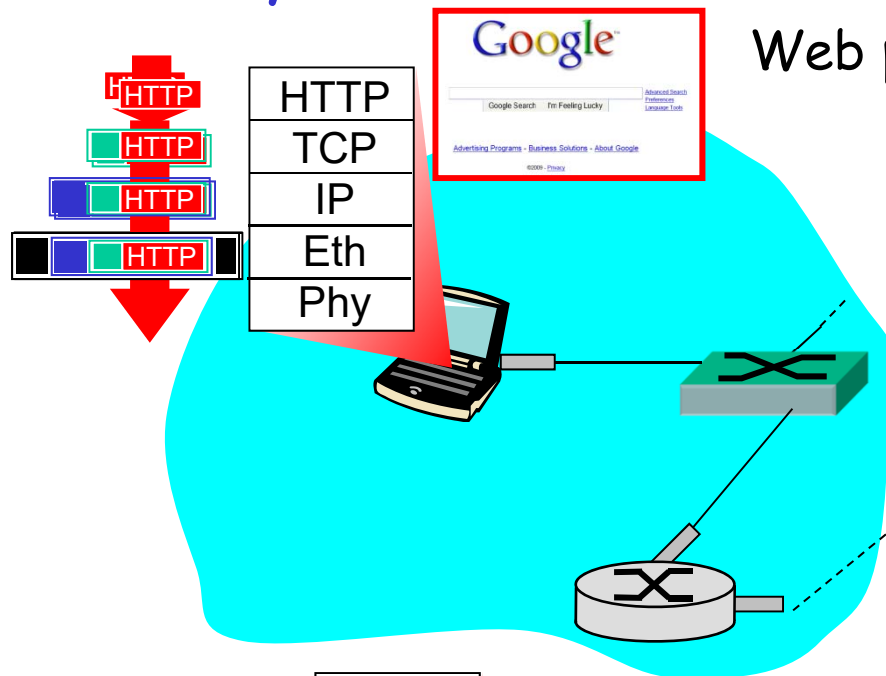 Web
HTTP
HTTP
HTTP
HTTP
HTTP
TCP
IP
Eth
Phy
Google™
Google Search I'm Feeling Lucky
Advanced Search
Preferences
Language Tools
Advertising Programs - Business Solutions - About Google
©2009 - Privacy